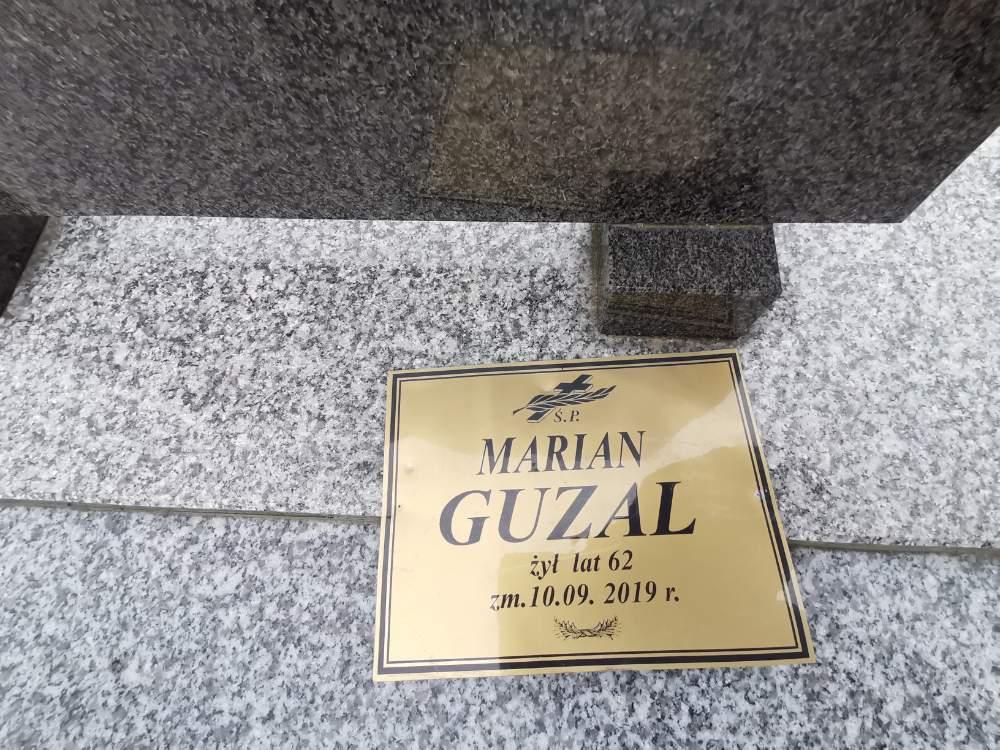 Ś.P.
MARIAN
GUZAL
żył lat 62
zm.10.09. 2019 r.